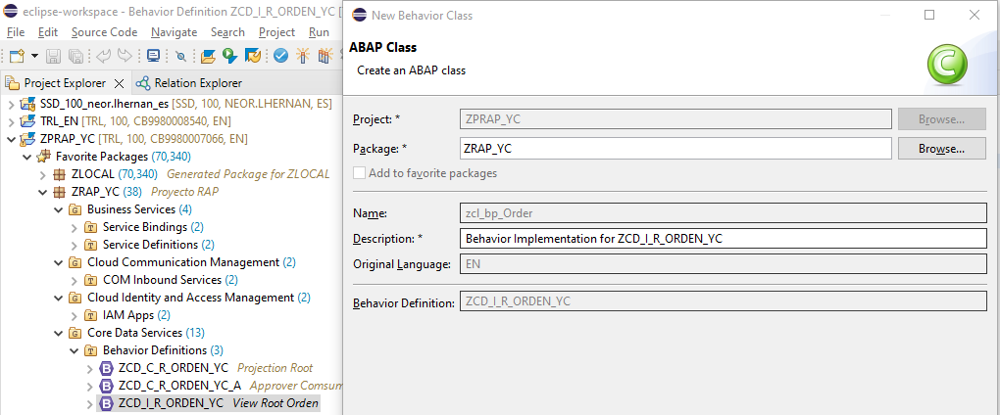 eclipse-workspace - Behavior Definition ZCD_I_R_ORDEN_YC [
File Edit Source Code Navigate Search Project Run
Project Explorer Relation Explorer
SSD_100_neor.lhernan_es [SSD, 100, NEOR.LHERNAN, ES]
TRL_EN [TRL, 100, CB9980008540, EN]
ZPRAP_YC [TRL, 100, CB9980007066, EN]
Favorite Packages (70,340)
ZLOCAL (70,340) Generated Package for ZLOCAL
ZRAP_YC (38) Proyecto RAP
G Business Services (4)
T Service Bindings (2)
T Service Definitions (2)
G Cloud Communication Management (2)
T COM Inbound Services (2)
G Cloud Identity and Access Management (2)
T IAM Apps (2)
G Core Data Services (13)
T Behavior Definitions (3)
B ZCD_C_R_ORDEN_YC Projection Root
B ZCD_C_R_ORDEN_YC_A Approver Comsum
B ZCD_I_R_ORDEN_YC View Root Orden
New Behavior Class
ABAP Class
Create an ABAP class
C
Project: * ZPRAP_YC Browse...
Package: * ZRAP_YC Browse...
Add to favorite packages
Name: zcl_bp_Order
Description: * Behavior Implementation for ZCD_I_R_ORDEN_YC
Original Language: EN
Behavior Definition: ZCD_I_R_ORDEN_YC